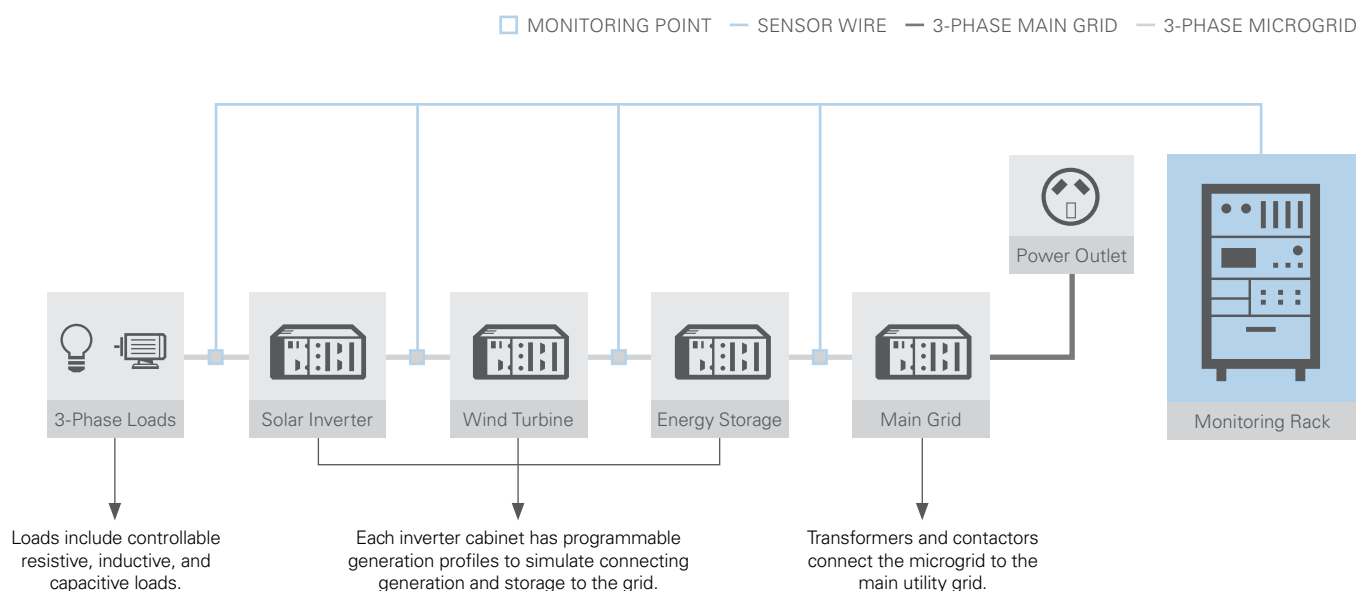 MONITORING POINT SENSOR WIRE 3-PHASE MAIN GRID 3-PHASE MICROGRID
Power Outlet
3-Phase Loads
Solar Inverter
Wind Turbine
Energy Storage
Main Grid
Monitoring Rack
Loads include controllable
resistive, inductive, and
capacitive loads.
Each inverter cabinet has programmable
generation profiles to simulate connecting
generation and storage to the grid.
Transformers and contactors
connect the microgrid to the
main utility grid.